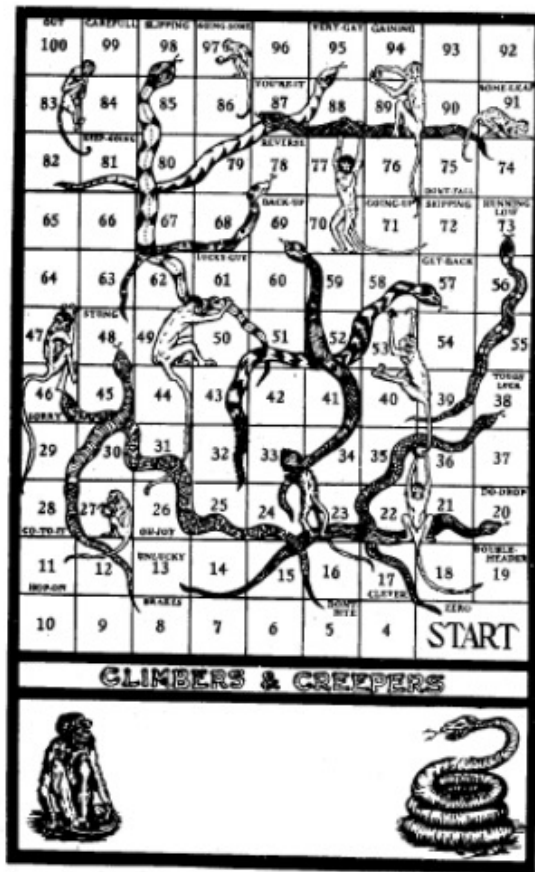 OUT CAREFULL SLIPPING GOING-SOME VERY-GAY GAINING
100 99 98 97 96 95 94 93 92
YOU'RE-IT SOME-LEAP
83 84 85 86 87 88 89 90 91
KEEP-GOING REVERSE
82 81 80 79 78 77 76 75 74
DONT-FALL
BACK-UP GOING-UP SKIPPING RUNNING LOW
65 66 67 68 69 70 71 72 73
LUCKY-GUY GET-BACK
64 63 62 61 60 59 58 57 56
STUNG
47 48 49 50 51 52 53 54 55
TOUGH LUCK
46 45 44 43 42 41 40 39 38
SORRY
29 30 31 32 33 34 35 36 37
DO-DROP
28 27 26 25 24 23 22 21 20
GO-TO-IT OH-JOY
UNLUCKY DOUBLE-HEADER
11 12 13 14 15 16 17 18 19
HOP-ON BRAKES DONT BITE CLEVER ZERO
10 9 8 7 6 5 4 START
CLIMBERS & CREEPERS